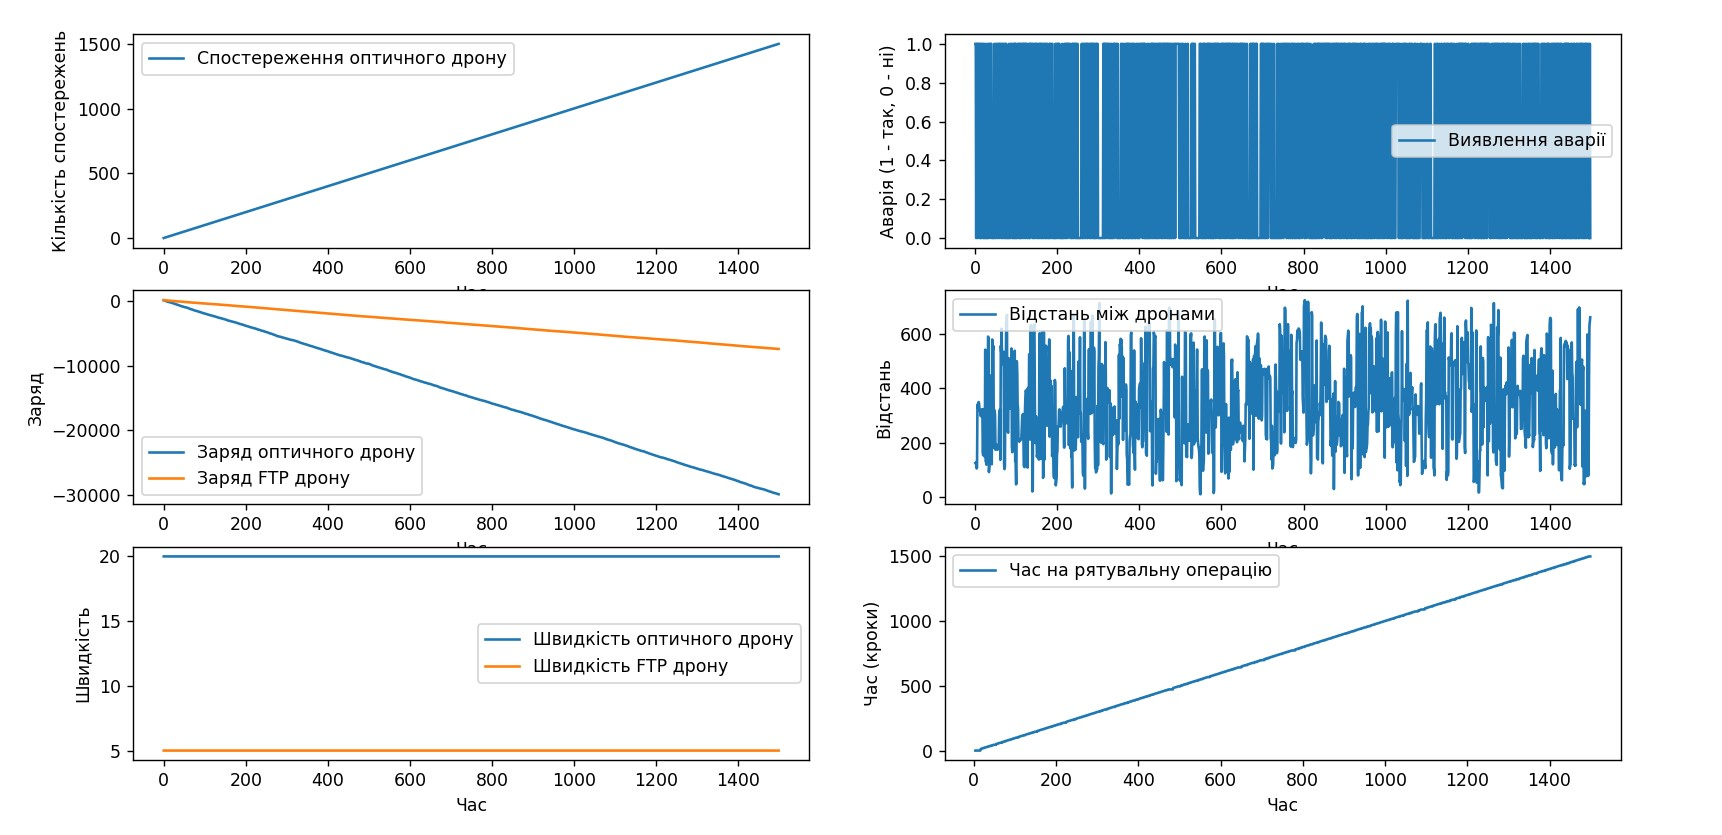 Кількість спостережень
1500
1000
500
0
Спостереження оптичного дрону
0 200 400 600 800 1000 1200 1400
Час
Аварія (1 - так, 0 - ні)
1.0
0.8
0.6
0.4
0.2
0.0
Виявлення аварії
0 200 400 600 800 1000 1200 1400
Час
Заряд
0
−10000
−20000
−30000
Заряд оптичного дрону
Заряд FTP дрону
0 200 400 600 800 1000 1200 1400
Час
Відстань
600
400
200
0
Відстань між дронами
0 200 400 600 800 1000 1200 1400
Час
Швидкість
20
15
10
5
Швидкість оптичного дрону
Швидкість FTP дрону
0 200 400 600 800 1000 1200 1400
Час
Час (кроки)
1500
1000
500
0
Час на рятувальну операцію
0 200 400 600 800 1000 1200 1400
Час